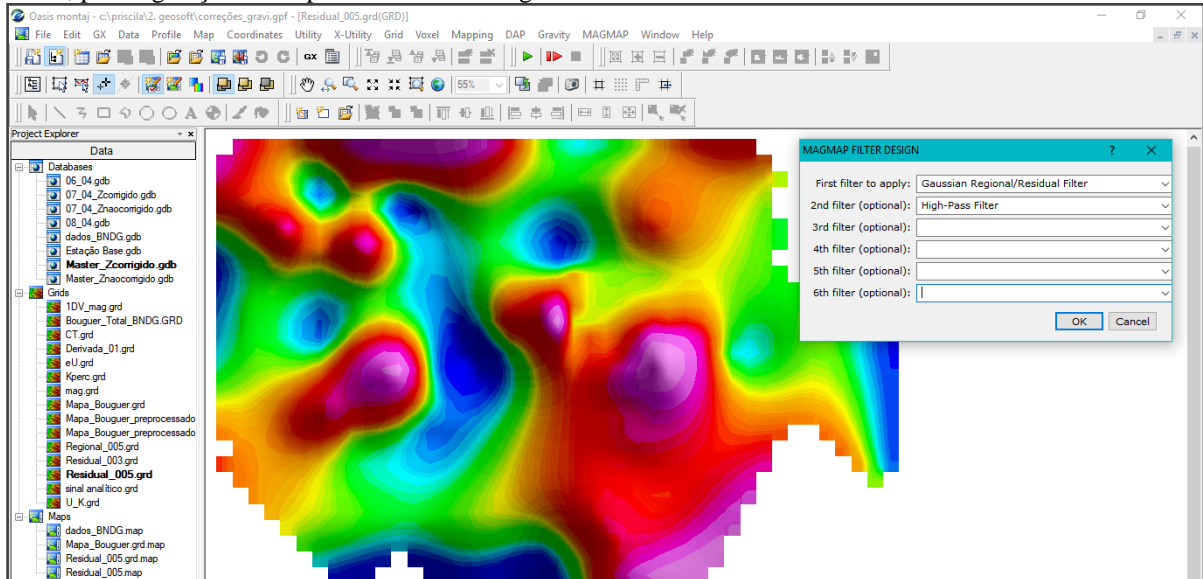 Oasis montaj - c:\priscila\2. geosoft\correções_gravi.gpf - [Residual_005.grd(GRD)]
File Edit GX Data Profile Map Coordinates Utility X-Utility Grid Voxel Mapping DAP Gravity MAGMAP Window Help
GX
55%
A
Project Explorer
Data
Databases
06_04.gdb
07_04_Zcorrigido.gdb
07_04_Znaocorrigido.gdb
08_04.gdb
dados_BNDG.gdb
Estação Base.gdb
Master_Zcorrigido.gdb
Master_Znaocorrigido.gdb
Grids
1DV_mag.grd
Bouguer_Total_BNDG.GRD
CT.grd
Derivada_01.grd
eU.grd
Kperc.grd
mag.grd
Mapa_Bouguer.grd
Mapa_Bouguer_preprocessado
Mapa_Bouguer_preprocessado
Regional_005.grd
Residual_003.grd
Residual_005.grd
sinal analítico.grd
U_K.grd
Maps
dados_BNDG.map
Mapa_Bouguer.grd.map
Residual_005.grd.map
Residual_005.map
MAGMAP FILTER DESIGN ? ×
First filter to apply: Gaussian Regional/Residual Filter
2nd filter (optional): High-Pass Filter
3rd filter (optional):
4th filter (optional):
5th filter (optional):
6th filter (optional):
OK Cancel